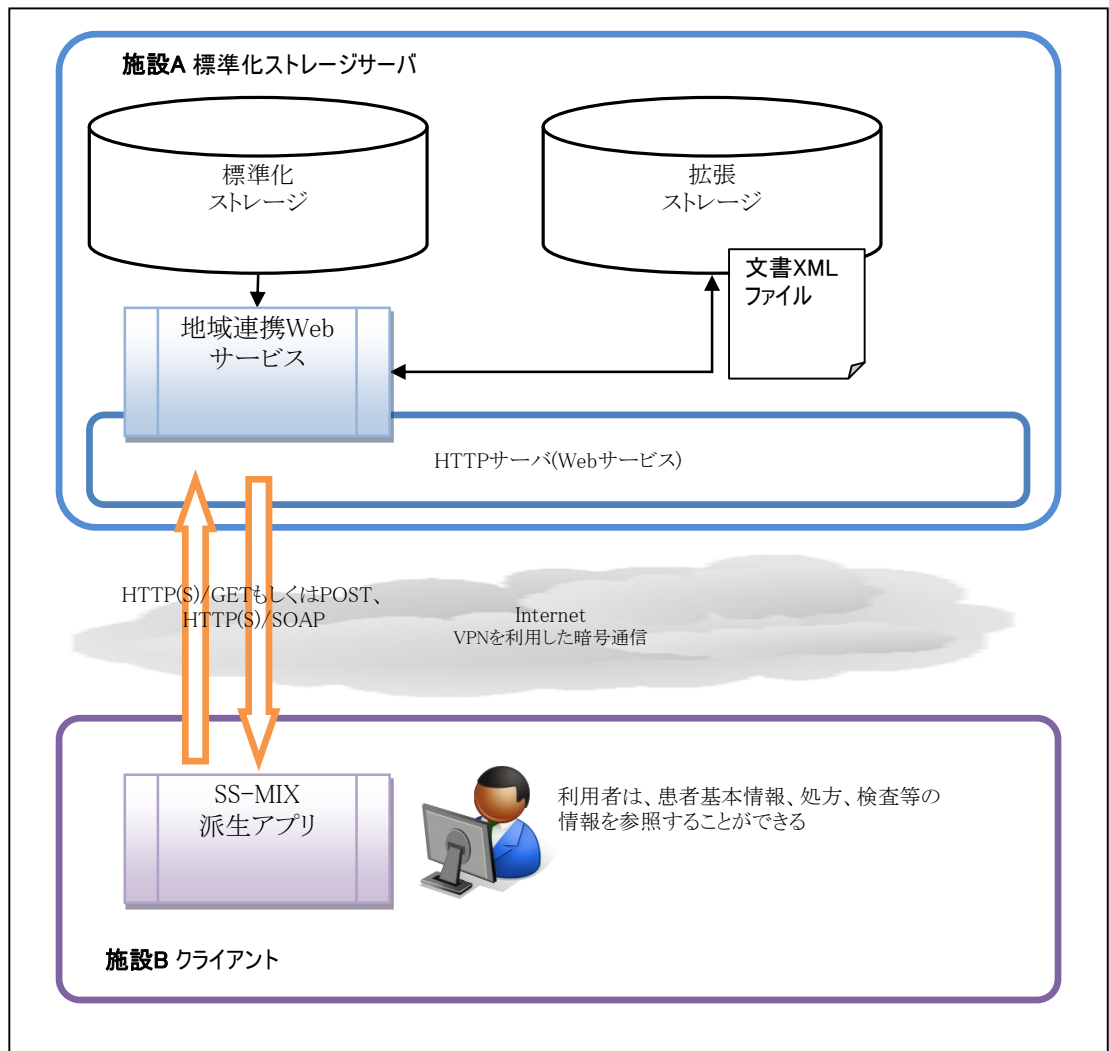 施設A 標準化ストレージサーバ
標準化
ストレージ
拡張
ストレージ
文書XML
ファイル
地域連携Web
サービス
HTTPサーバ(Webサービス)
HTTP(S)/GETもしくはPOST、
HTTP(S)/SOAP
Internet
VPNを利用した暗号通信
SS-MIX
派生アプリ
利用者は、患者基本情報、処方、検査等の
情報を参照することができる
施設B クライアント